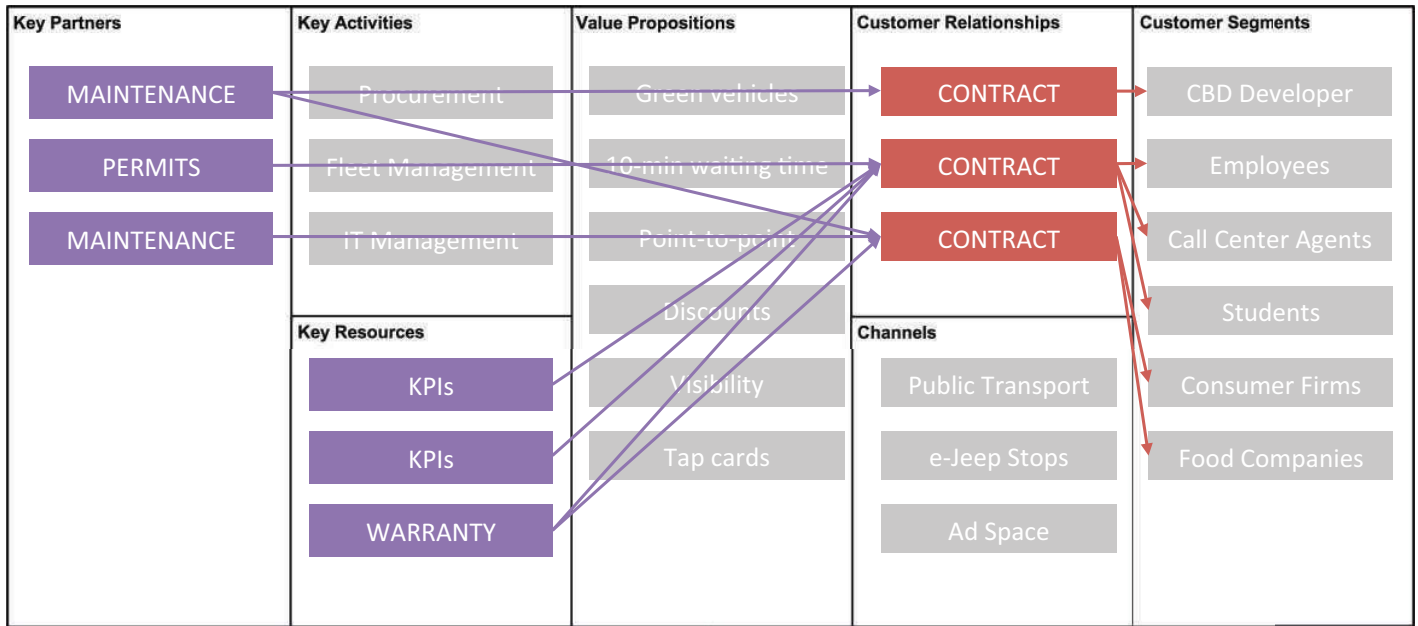 Key Partners
MAINTENANCE
PERMITS
MAINTENANCE
Key Activities
Procurement
Fleet Management
IT Management
Key Resources
KPIs
KPIs
WARRANTY
Value Propositions
Green vehicles
10-min waiting time
Point-to-point
Discounts
Visibility
Tap cards
Customer Relationships
CONTRACT
CONTRACT
CONTRACT
Channels
Public Transport
e-Jeep Stops
Ad Space
Customer Segments
CBD Developer
Employees
Call Center Agents
Students
Consumer Firms
Food Companies